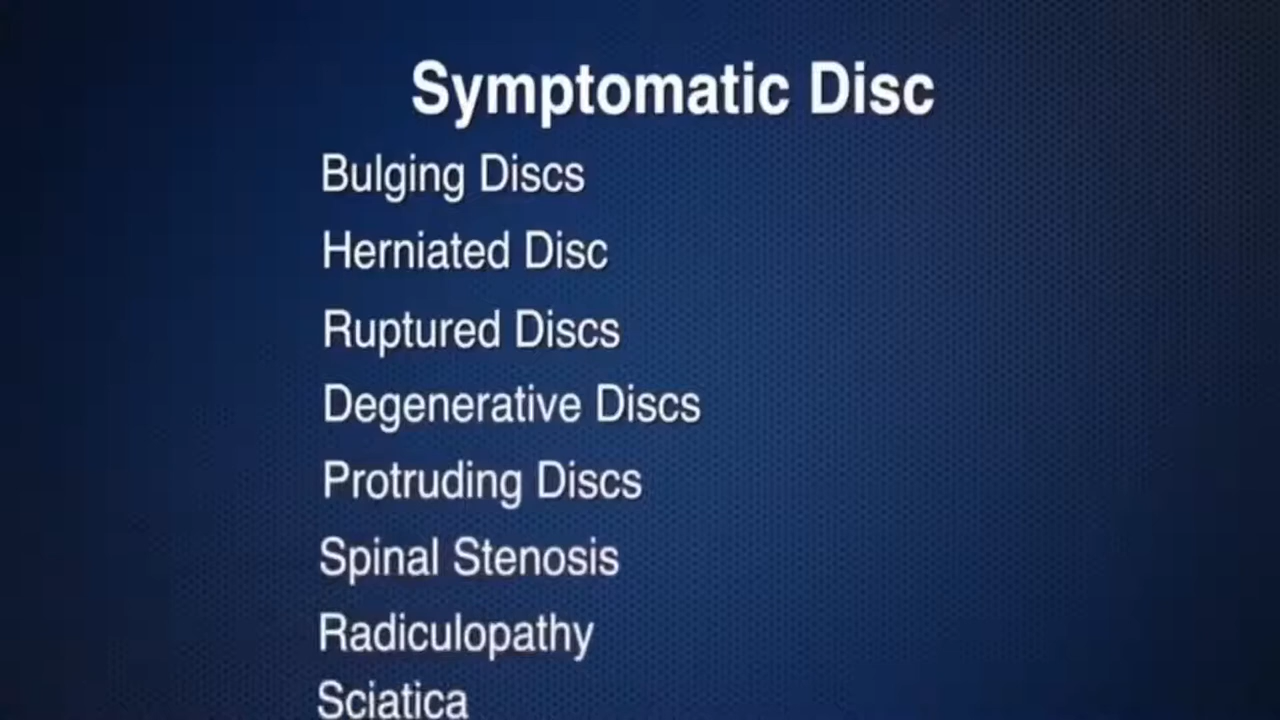 Symptomatic Disc
Bulging Discs
Herniated Disc
Ruptured Discs
Degenerative Discs
Protruding Discs
Spinal Stenosis
Radiculopathy
Sciatica